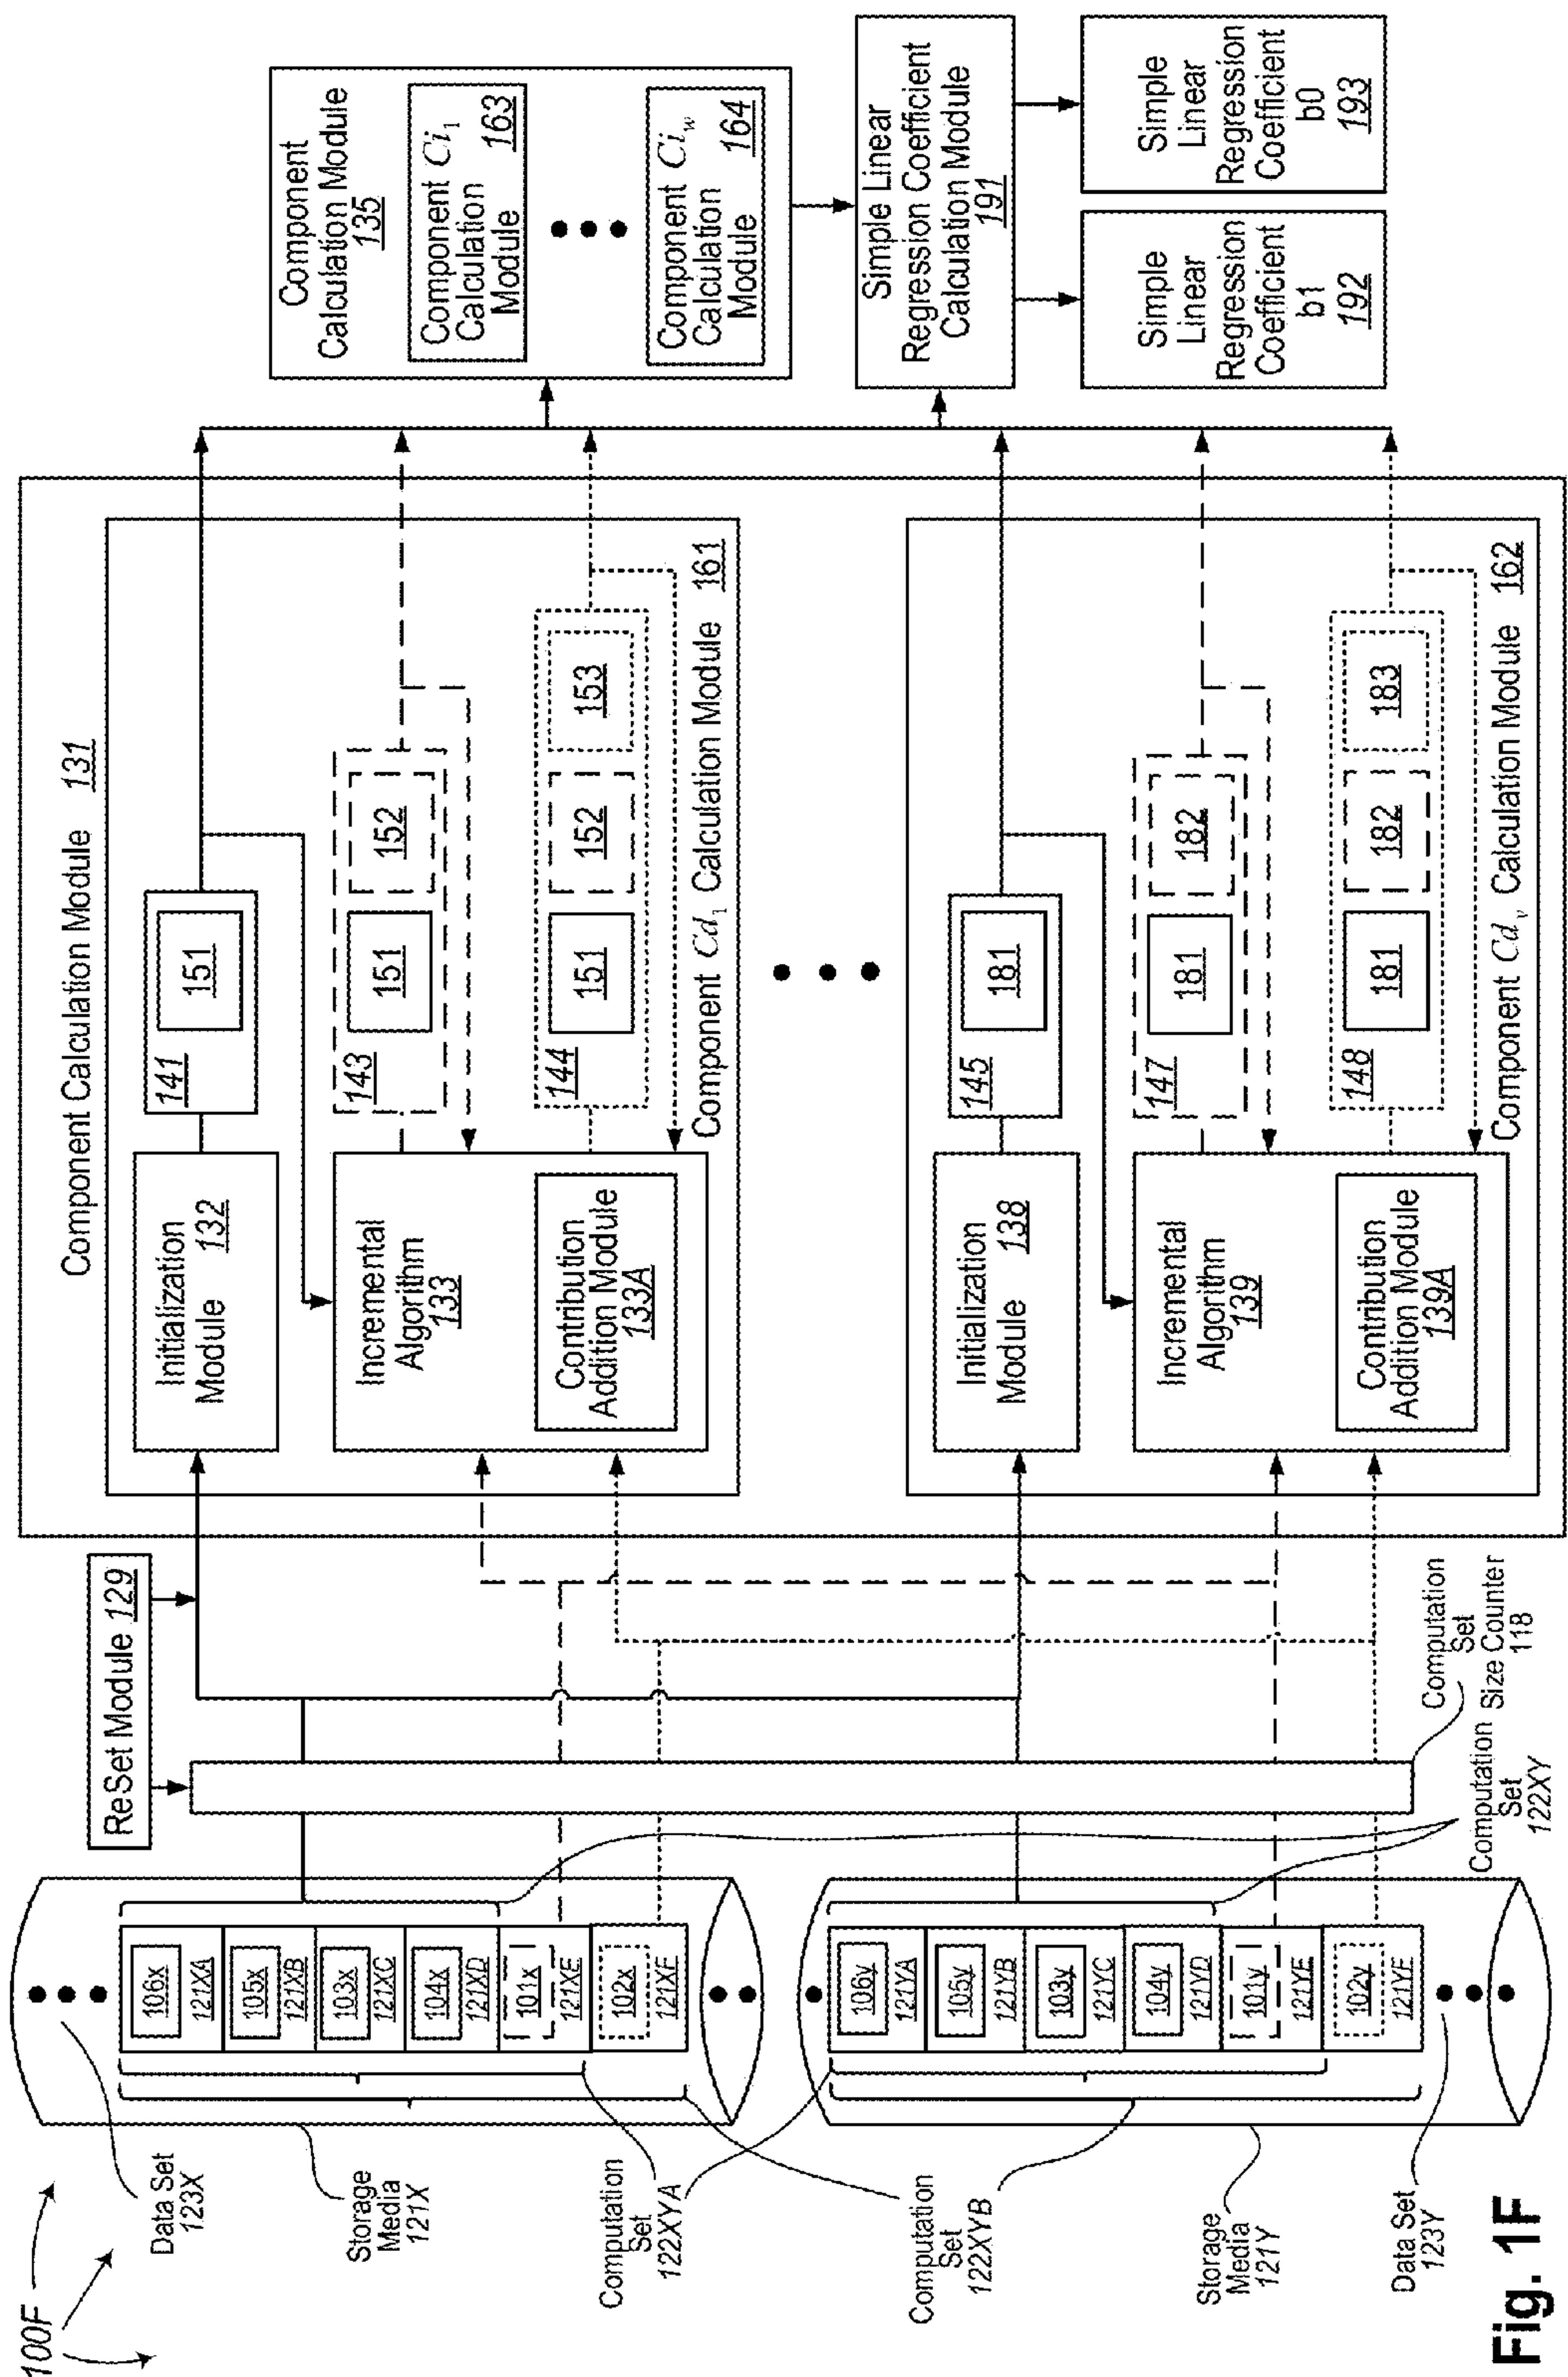 100F
Data Set
123X
Storage
Media
121X
Computation
Set
122XYA
Computation
Set
122XYB
Storage
Media
121Y
Data Set
123Y
106x
121XA
105x
121XB
103x
121XC
104x
121XD
101x
121XE
102x
121XF
106y
121YA
105y
121YB
103y
121YC
104y
121YD
101y
121YE
102y
121YF
ReSet Module 129
Computation
Set
Size Counter
118
Computation
Set
122XY
Component Calculation Module 131
Initialization
Module 132
141
151
Incremental
Algorithm
133
Contribution
Addition Module
133A
143
151
152
144
151
152
153
Component Cd1 Calculation Module 161
Initialization
Module 138
145
181
Incremental
Algorithm
139
Contribution
Addition Module
139A
147
181
182
148
181
182
183
Component Cdv Calculation Module 162
Component
Calculation Module
135
Component Ci1
Calculation
Module 163
Component Ciw
Calculation
Module 164
Simple Linear
Regression Coefficient
Calculation Module
191
Simple
Linear
Regression
Coefficient
b1
192
Simple
Linear
Regression
Coefficient
b0
193
Fig. 1F